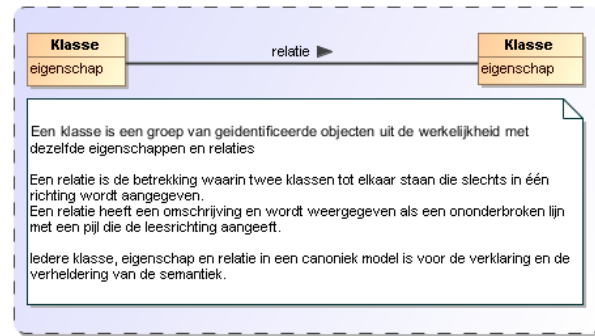 Klasse
eigenschap
relatie
Klasse
eigenschap
Een klasse is een groep van geidentificeerde objecten uit de werkelijkheid met
dezelfde eigenschappen en relaties
Een relatie is de betrekking waarin twee klassen tot elkaar staan die slechts in één
richting wordt aangegeven.
Een relatie heeft een omschrijving en wordt weergegeven als een ononderbroken lijn
met een pijl die de leesrichting aangeeft.
Iedere klasse, eigenschap en relatie in een canoniek model is voor de verklaring en de
verheldering van de semantiek.